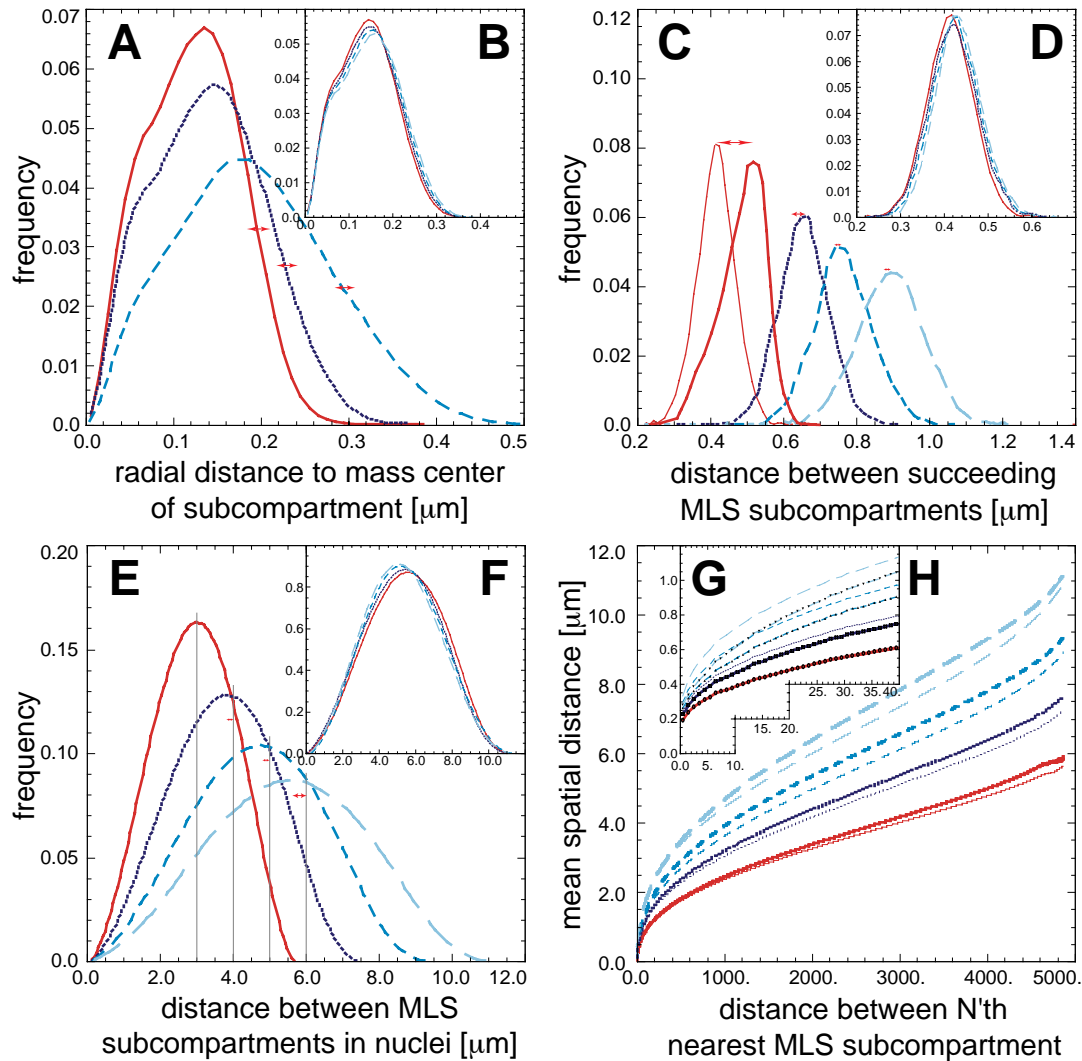 A
B
frequency
0.07
0.06
0.05
0.04
0.03
0.02
0.01
0.0
0.0 0.1 0.2 0.3 0.4 0.5
radial distance to mass center
of subcompartment [μm]
0.05
0.04
0.03
0.02
0.01
0.0
0.0 0.1 0.2 0.3 0.4
C
D
frequency
0.12
0.10
0.08
0.06
0.04
0.02
0.0
0.2 0.4 0.6 0.8 1.0 1.2 1.4
distance between succeeding
MLS subcompartments [μm]
0.08
0.07
0.06
0.05
0.04
0.03
0.02
0.01
0.0
0.2 0.3 0.4 0.5 0.6
E
F
frequency
0.20
0.15
0.10
0.05
0.0
0.0 2.0 4.0 6.0 8.0 10.0 12.0
distance between MLS
subcompartments in nuclei [μm]
0.8
0.6
0.4
0.2
0.0
0.0 2.0 4.0 6.0 8.0 10.0
G
H
mean spatial distance [μm]
12.0
10.0
8.0
6.0
4.0
2.0
0.0
0. 1000. 2000. 3000. 4000. 5000.
distance between N'th
nearest MLS subcompartment
1.0
0.8
0.6
0.4
0.2
0.0
0.0 5. 10.
15. 20.
25. 30. 35. 40.